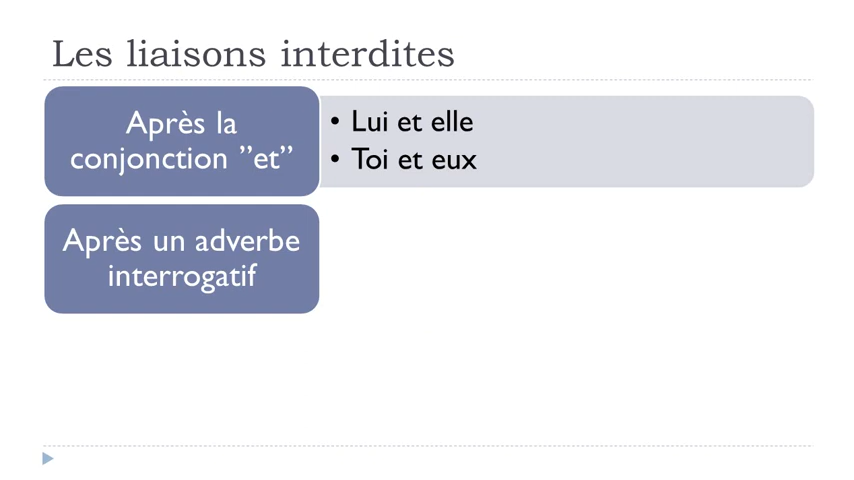 Les liaisons interdites
Après la
conjonction ”et”
• Lui et elle
• Toi et eux
Après un adverbe
interrogatif